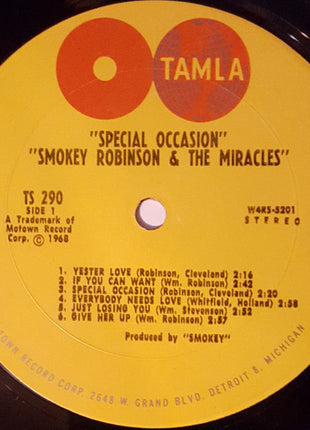 TAMLA
"SPECIAL OCCASION"
"SMOKEY ROBINSON & THE MIRACLES"
TS 290
SIDE 1
A Trademark of
Motown Record
Corp. © 1968
W4RS-5201
STEREO
1. YESTER LOVE (Robinson, Cleveland) 2:16
2. IF YOU CAN WANT (Wm. Robinson) 2:42
3. SPECIAL OCCASION (Robinson, Cleveland) 2:20
4. EVERYBODY NEEDS LOVE (Whitfield, Holland) 2:58
5. JUST LOSING YOU (Wm. Stevenson) 2:52
6. GIVE HER UP (Wm. Robinson) 2:57
Produced by "SMOKEY"
TOWN RECORD CORP. 2648 W. GRAND BLVD. DETROIT 8, MICHIGAN